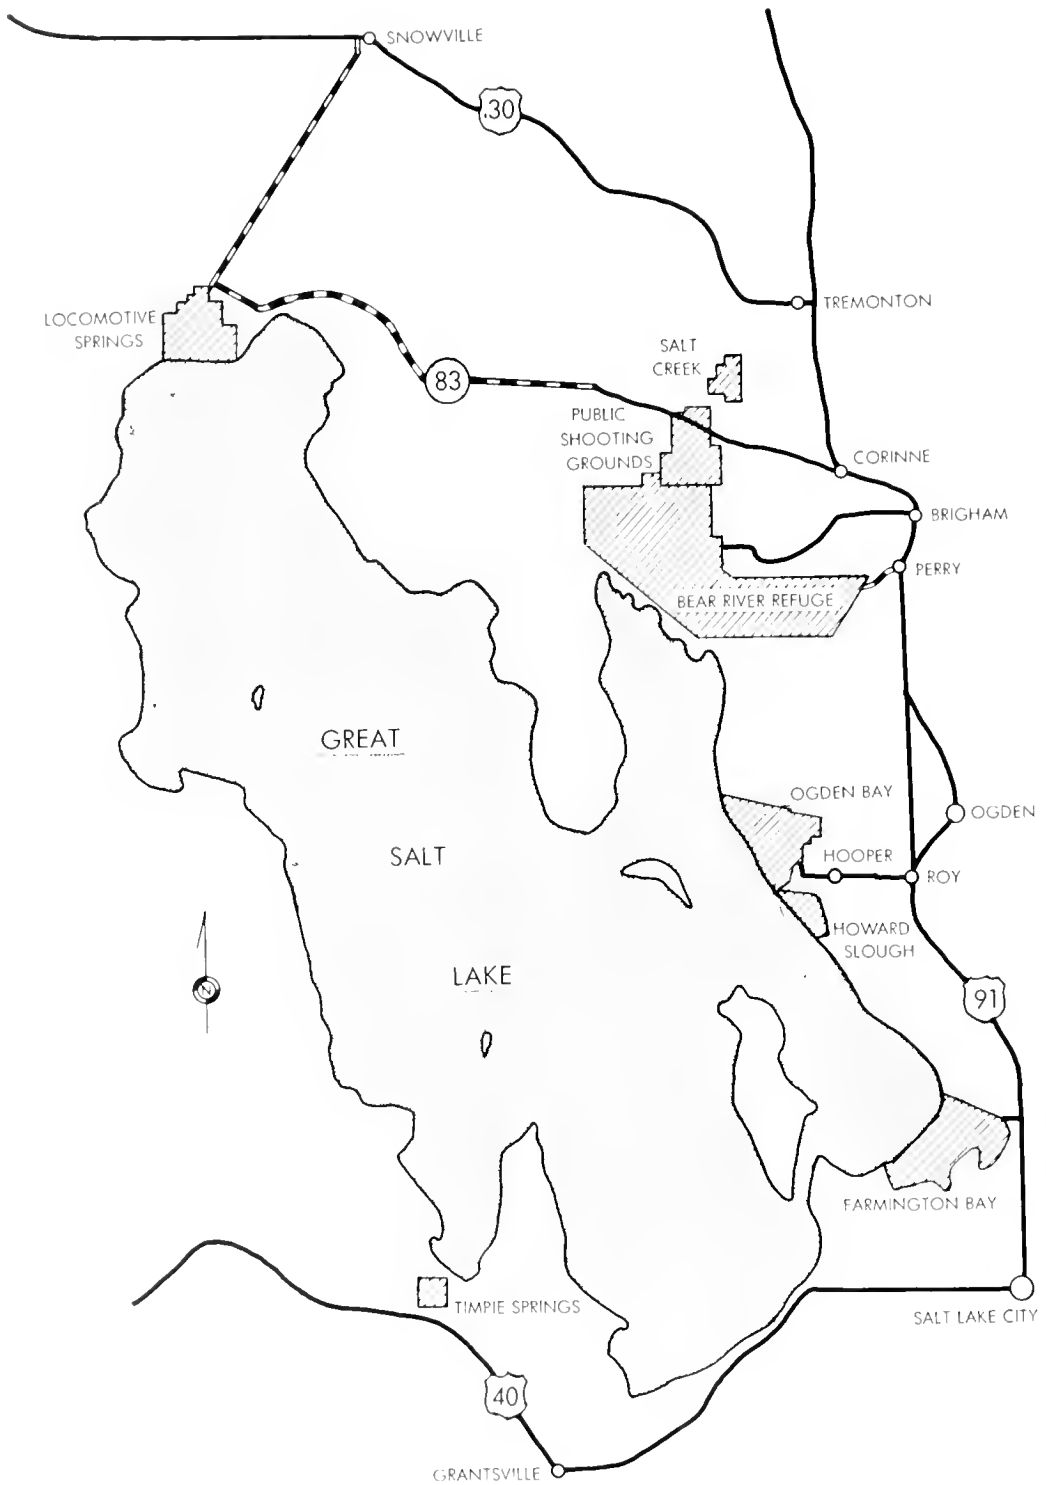 SNOWVILLE
30
TREMONTON
LOCOMOTIVE
SPRINGS
SALT
CREEK
83
PUBLIC
SHOOTING
GROUNDS
CORINNE
BRIGHAM
PERRY
BEAR RIVER REFUGE
GREAT
OGDEN BAY
OGDEN
SALT
HOOPER
ROY
HOWARD
SLOUGH
LAKE
N
91
FARMINGTON BAY
TIMPIE SPRINGS
SALT LAKE CITY
40
GRANTSVILLE